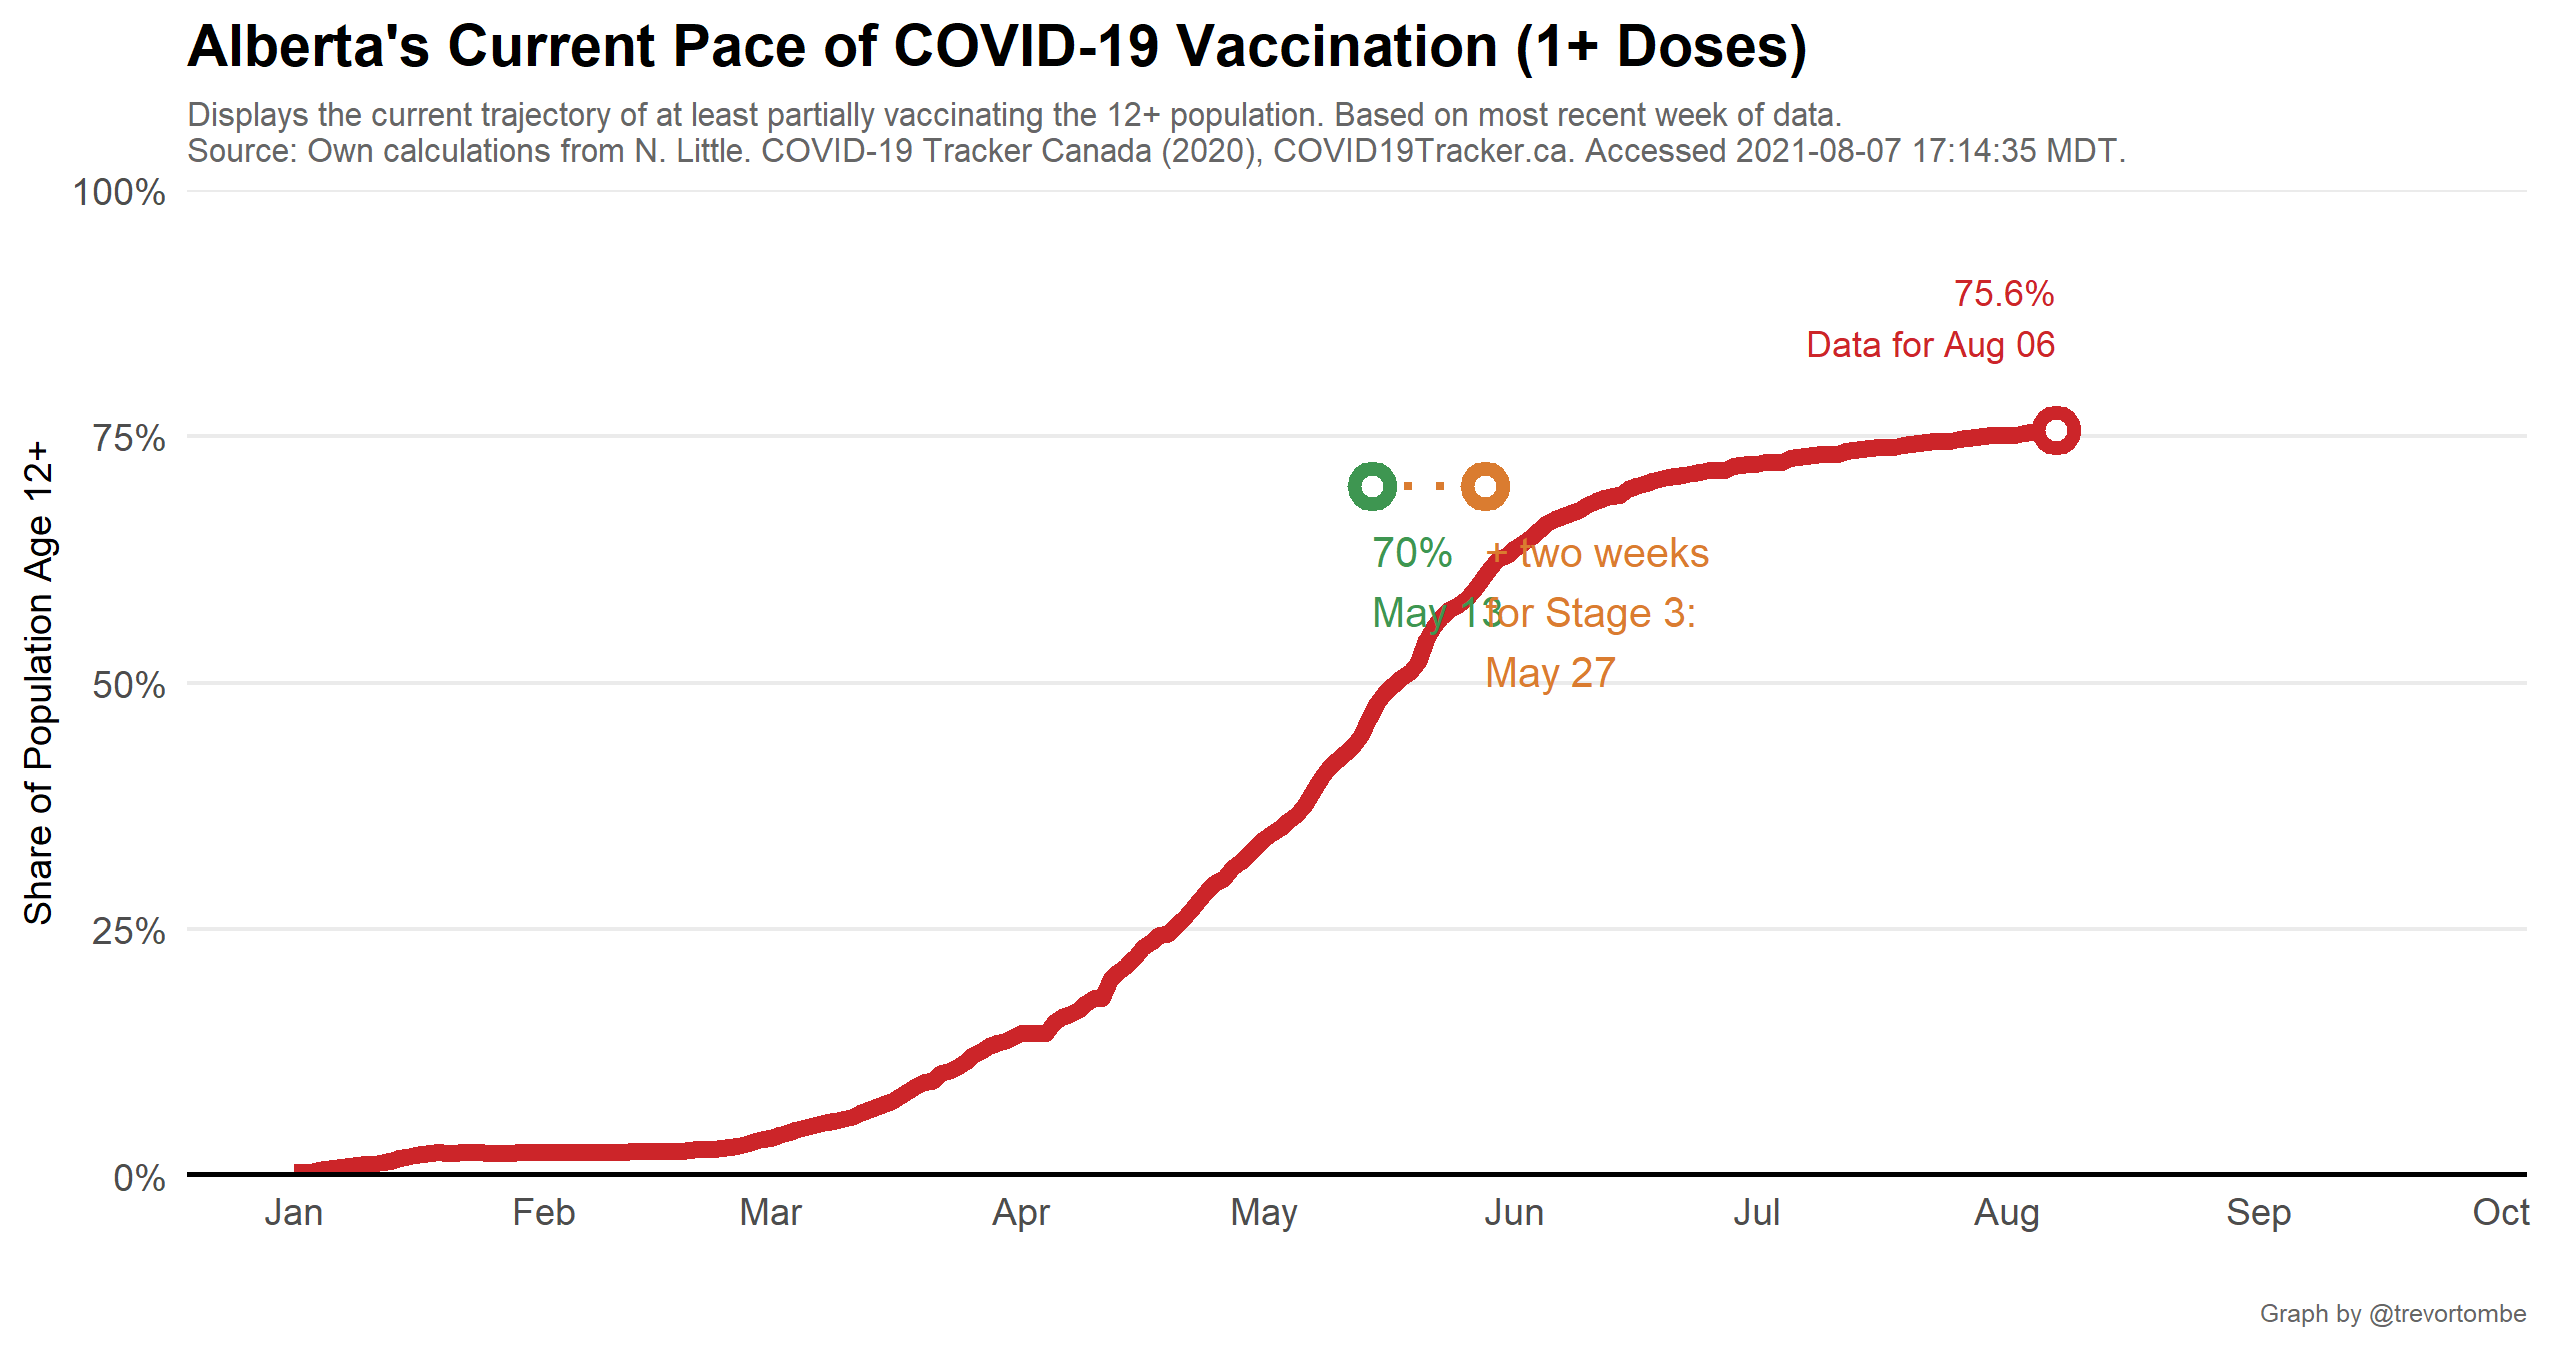 Alberta's Current Pace of COVID-19 Vaccination (1+ Doses)
Displays the current trajectory of at least partially vaccinating the 12+ population. Based on most recent week of data.
Source: Own calculations from N. Little. COVID-19 Tracker Canada (2020), COVID19Tracker.ca. Accessed 2021-08-07 17:14:35 MDT.
Share of Population Age 12+
100%
75%
50%
25%
0%
75.6%
Data for Aug 06
70%
May 13
+ two weeks
for Stage 3:
May 27
Jan Feb Mar Apr May Jun Jul Aug Sep Oct
Graph by @trevortombe